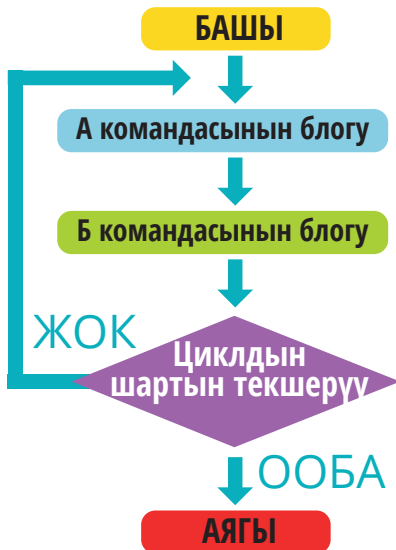 БАШЫ
А командасынын блогу
Б командасынын блогу
ЖОК
Циклдын
шартын текшерүү
ООБА
АЯГЫ